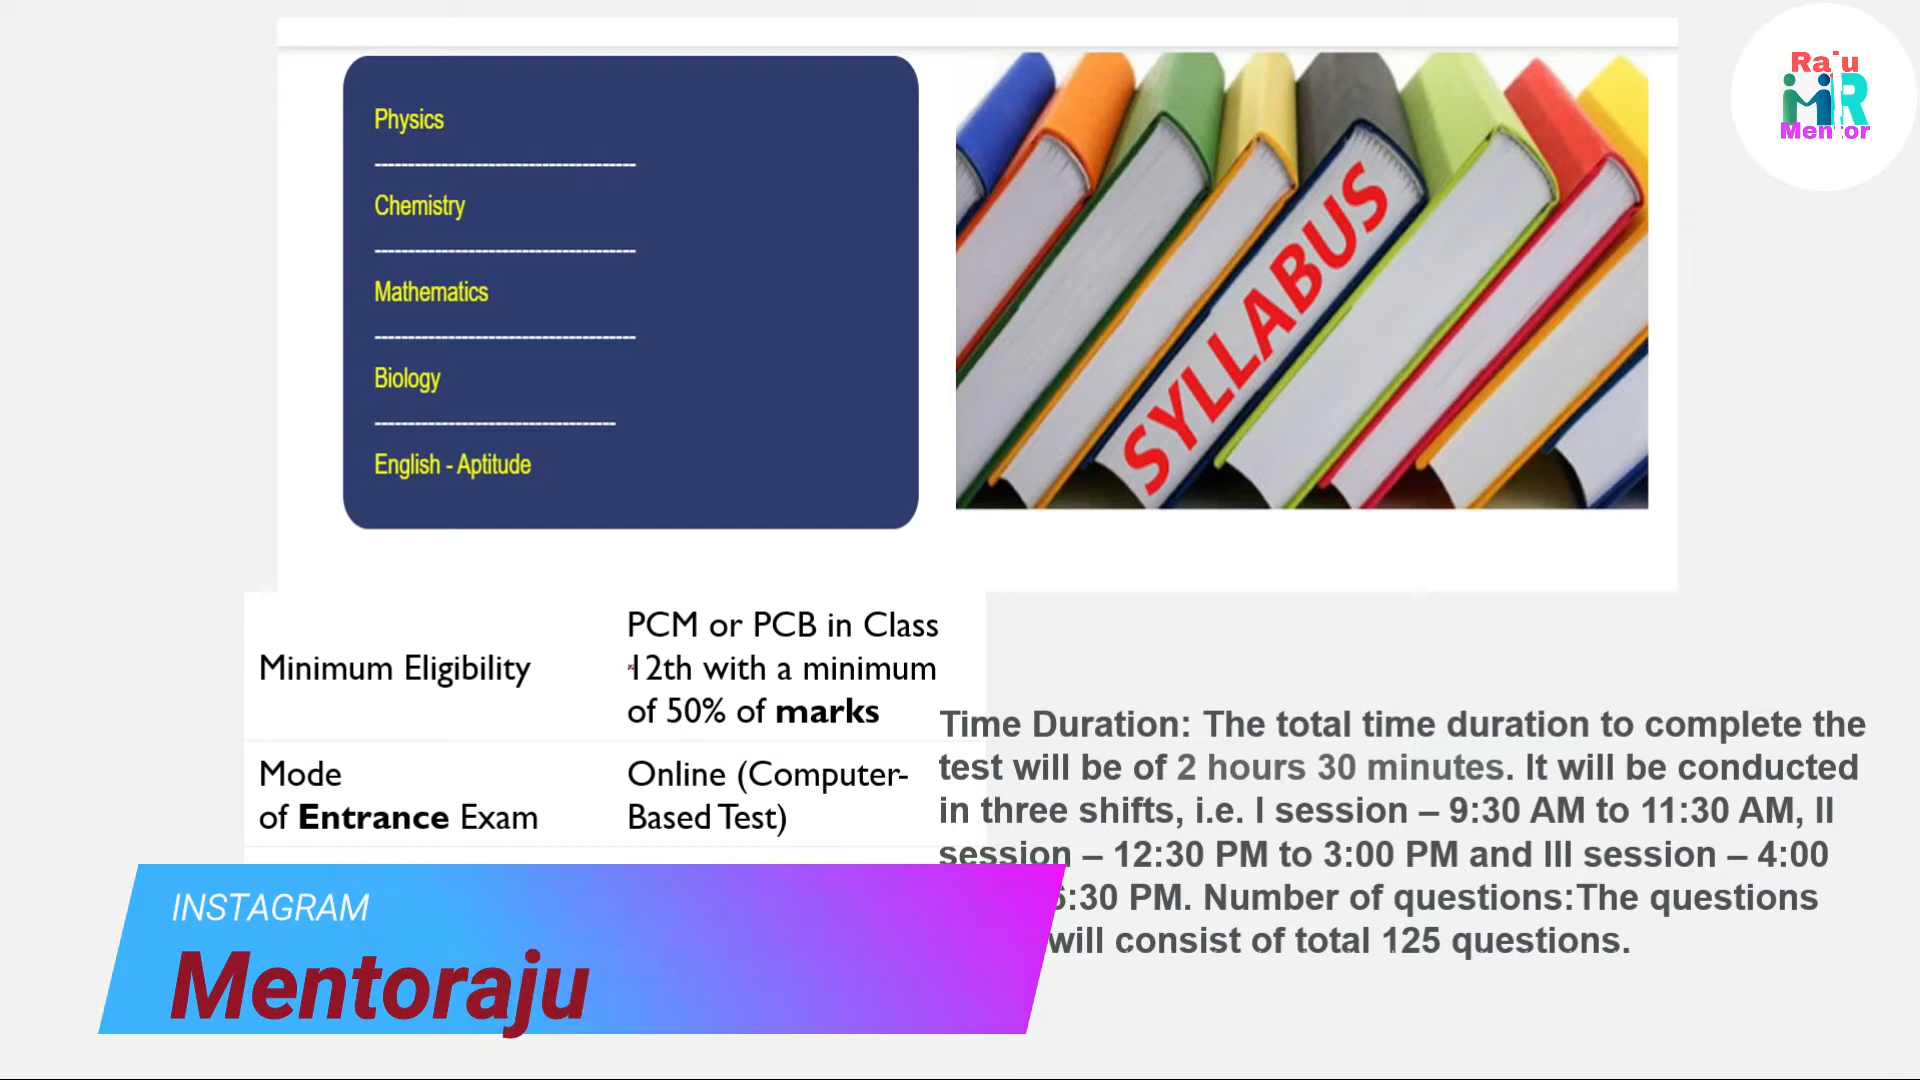 Raju
MR
Mentor
Physics
Chemistry
Mathematics
Biology
English - Aptitude
SYLLABUS
Minimum Eligibility
PCM or PCB in Class
12th with a minimum
of 50% of marks
Mode
of Entrance Exam
Online (Computer-
Based Test)
Time Duration: The total time duration to complete the
test will be of 2 hours 30 minutes. It will be conducted
in three shifts, i.e. I session – 9:30 AM to 11:30 AM, II
session – 12:30 PM to 3:00 PM and III session – 4:00
6:30 PM. Number of questions:The questions
will consist of total 125 questions.
INSTAGRAM
Mentoraju